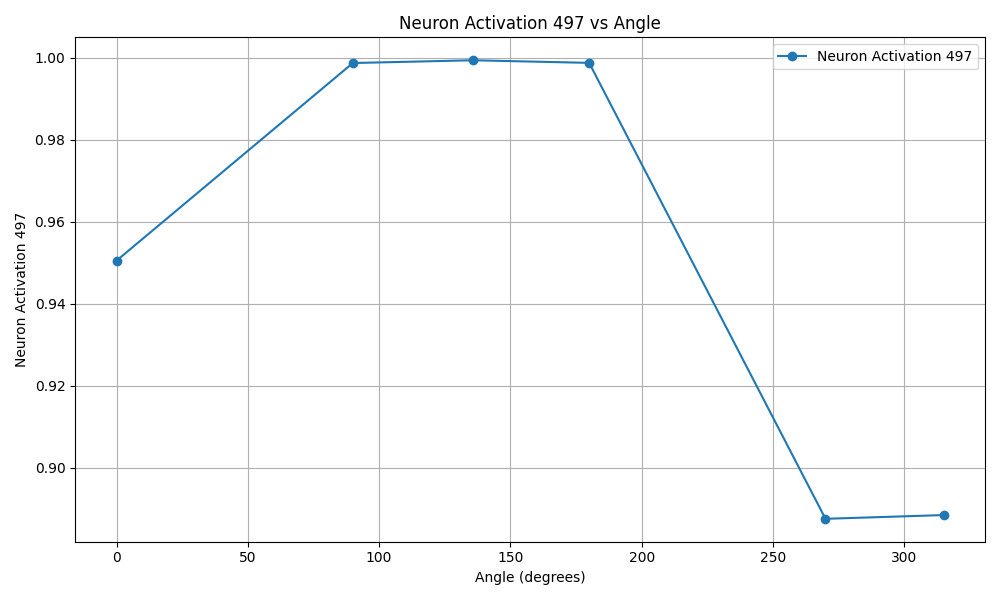 Neuron Activation 497 vs Angle
Neuron Activation 497
1.00
0.98
0.96
0.94
0.92
0.90
Neuron Activation 497
0 50 100 150 200 250 300
Angle (degrees)